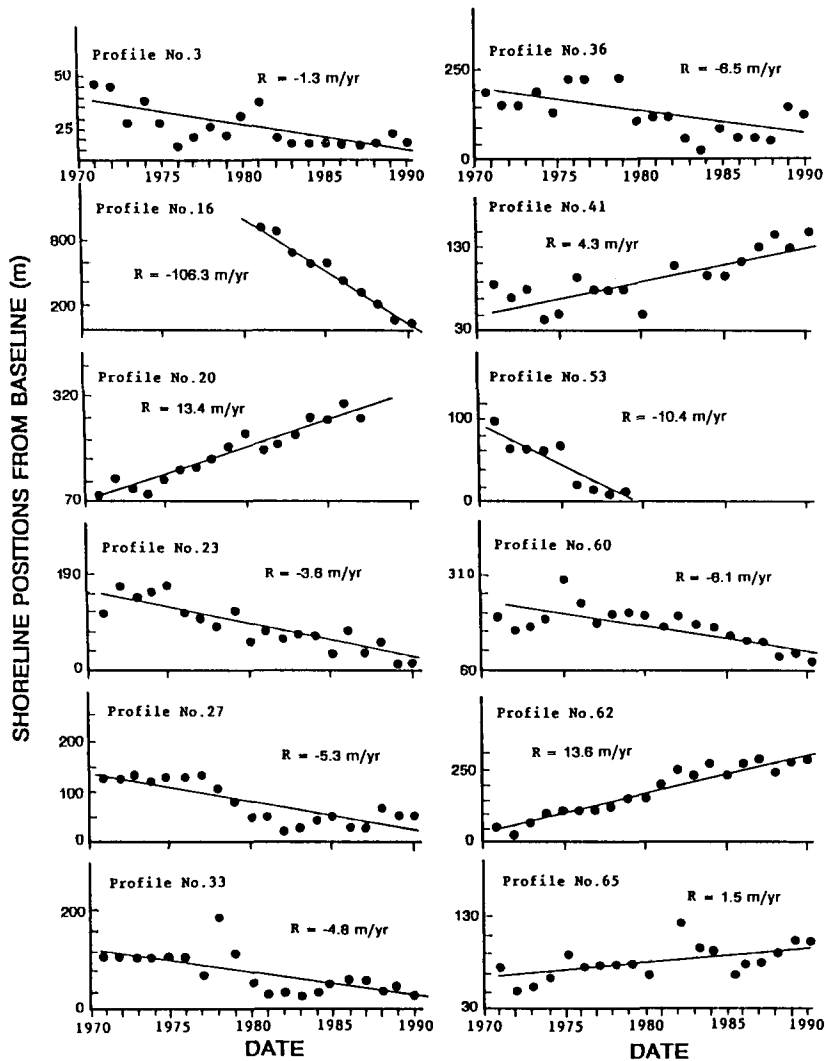 SHORELINE POSITIONS FROM BASELINE (m)
Profile No.3
R = -1.3 m/yr
50
25
1970 1975 1980 1985 1990
Profile No.16
R = -106.3 m/yr
800
200
Profile No.20
R = 13.4 m/yr
320
70
Profile No.23
R = -3.8 m/yr
190
0
Profile No.27
R = -5.3 m/yr
200
100
0
Profile No.33
R = -4.8 m/yr
200
0
1970 1975 1980 1985 1990
DATE
Profile No.36
R = -6.5 m/yr
250
0
1970 1975 1980 1985 1990
Profile No.41
R = 4.3 m/yr
130
30
Profile No.53
R = -10.4 m/yr
100
0
Profile No.60
R = -6.1 m/yr
310
60
Profile No.62
R = 13.6 m/yr
250
0
Profile No.65
R = 1.5 m/yr
130
30
1970 1975 1980 1985 1990
DATE